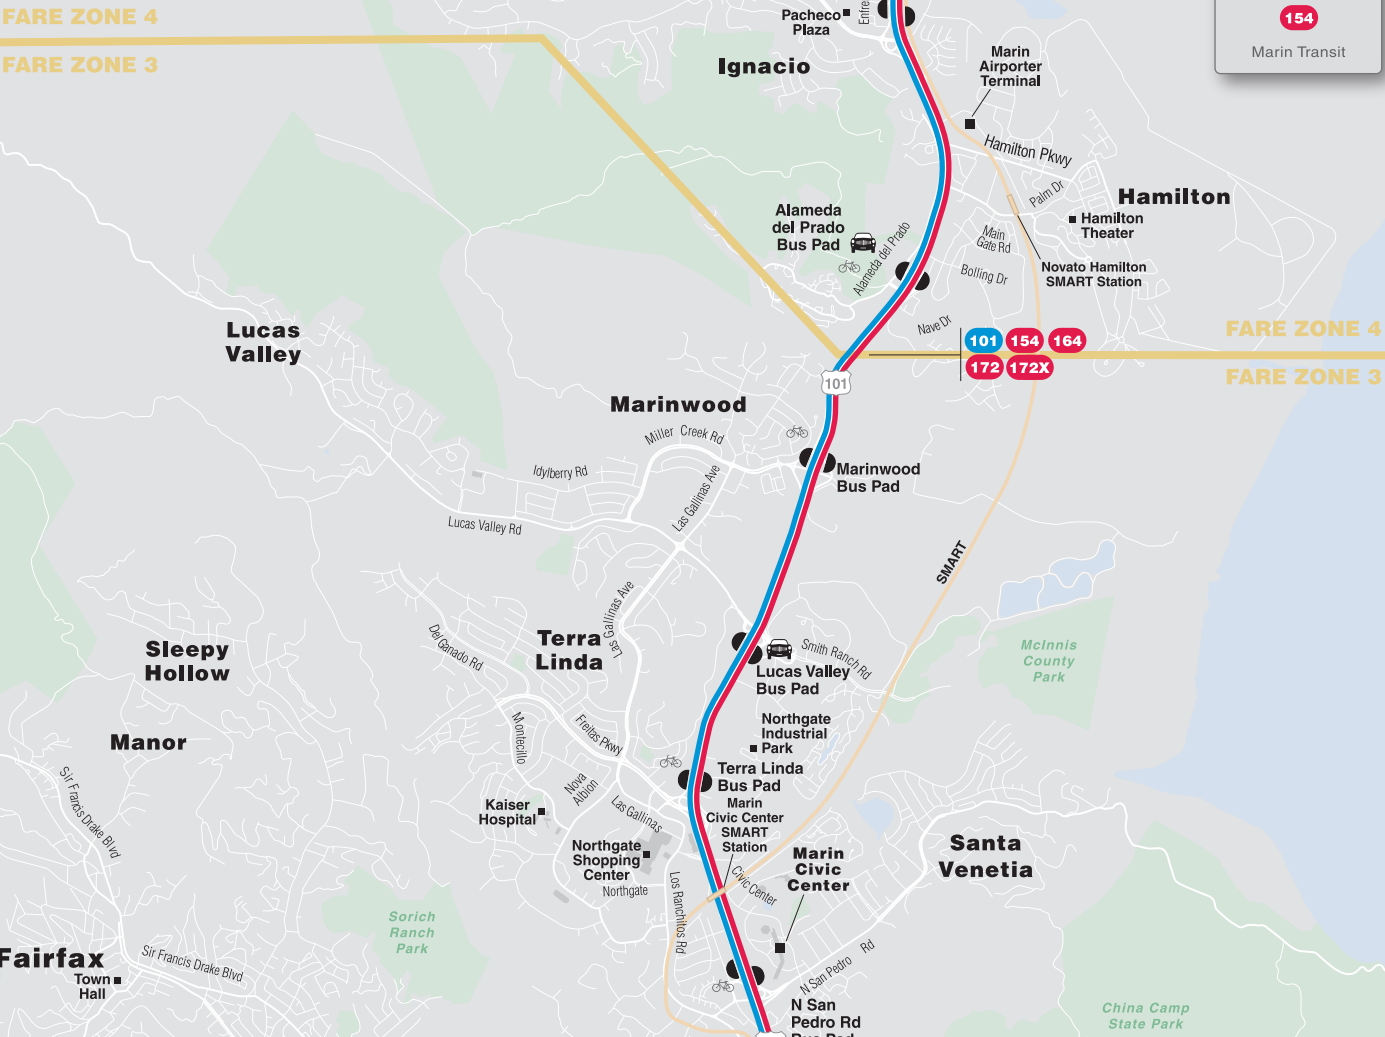 FARE ZONE 4
FARE ZONE 3
Pacheco
Plaza
Enfre
154
Marin Transit
Ignacio
Marin
Airporter
Terminal
Hamilton Pkwy
Palm Dr
Hamilton
Hamilton
Theater
Alameda
del Prado
Bus Pad
Alameda del Prado
Main
Gate Rd
Bolling Dr
Novato Hamilton
SMART Station
Nave Dr
FARE ZONE 4
FARE ZONE 3
101 154 164
172 172X
101
Lucas
Valley
Marinwood
Miller Creek Rd
Idylberry Rd
Las Gallinas Ave
Marinwood
Bus Pad
Lucas Valley Rd
SMART
Las Gallinas Ave
Terra
Linda
Del Ganado Rd
Sleepy
Hollow
Smith Ranch Rd
Lucas Valley
Bus Pad
McInnis
County
Park
Manor
Montecillo
Freitas Pkwy
Northgate
Industrial
Park
Terra Linda
Bus Pad
Sir Francis Drake Blvd
Nova
Albion
Kaiser
Hospital
Las Gallinas
Marin
Civic Center
SMART
Station
Northgate
Shopping
Center
Northgate
Los Ranchitos Rd
Civic Center
Marin
Civic
Center
Santa
Venetia
Sorich
Ranch
Park
Fairfax
Town
Hall
Sir Francis Drake Blvd
N San Pedro Rd
N San
Pedro Rd
Bus Pad
China Camp
State Park